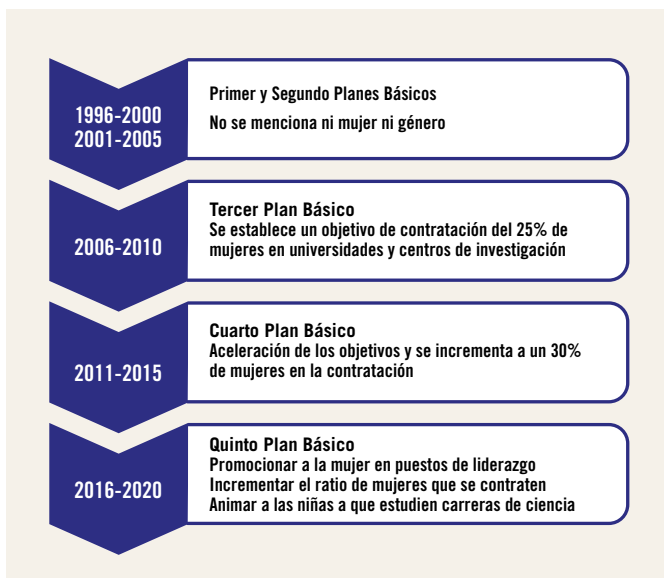 1996-2000
2001-2005
Primer y Segundo Planes Básicos
No se menciona ni mujer ni género
2006-2010
Tercer Plan Básico
Se establece un objetivo de contratación del 25% de
mujeres en universidades y centros de investigación
2011-2015
Cuarto Plan Básico
Aceleración de los objetivos y se incrementa a un 30%
de mujeres en la contratación
2016-2020
Quinto Plan Básico
Promocionar a la mujer en puestos de liderazgo
Incrementar el ratio de mujeres que se contraten
Animar a las niñas a que estudien carreras de ciencia